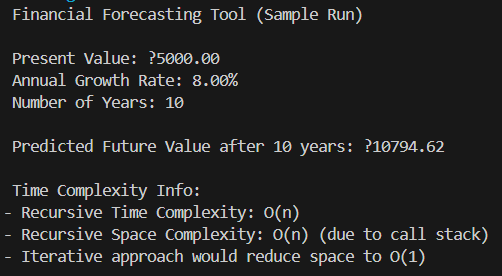 Financial Forecasting Tool (Sample Run)
Present Value: ?5000.00
Annual Growth Rate: 8.00%
Number of Years: 10
Predicted Future Value after 10 years: ?10794.62
Time Complexity Info:
- Recursive Time Complexity: O(n)
- Recursive Space Complexity: O(n) (due to call stack)
- Iterative approach would reduce space to O(1)